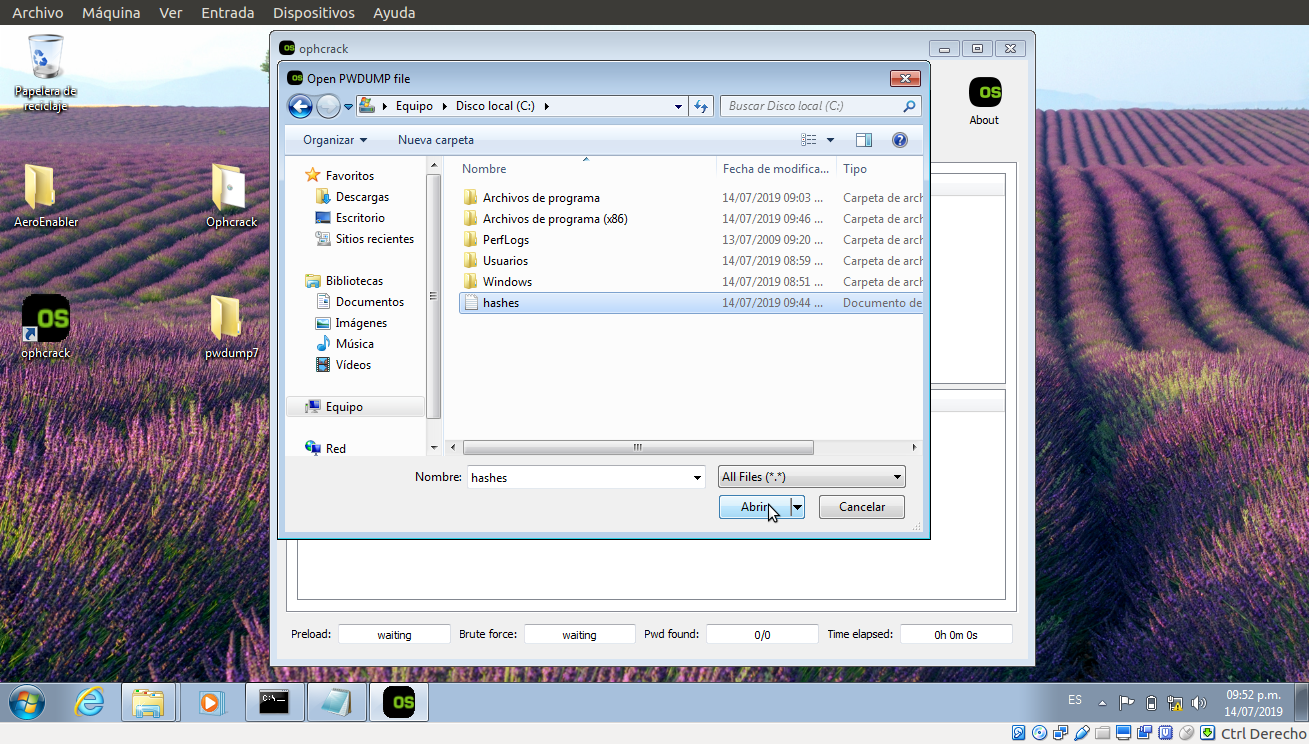 Archivo Máquina Ver Entrada Dispositivos Ayuda
Papelera de reciclaje
AeroEnabler
Ophcrack
OS
ophcrack
pwdump7
OS ophcrack
OS Open PWDUMP file
Equipo Disco local (C:)
Buscar Disco local (C:)
OS
About
Organizar Nueva carpeta
Favoritos
Descargas
Escritorio
Sitios recientes
Bibliotecas
Documentos
Imágenes
Música
Vídeos
Equipo
Red
Nombre Fecha de modifica... Tipo
Archivos de programa 14/07/2019 09:03 ... Carpeta de arch
Archivos de programa (x86) 14/07/2019 09:46 ... Carpeta de arch
PerfLogs 13/07/2009 09:20 ... Carpeta de arch
Usuarios 14/07/2019 08:59 ... Carpeta de arch
Windows 14/07/2019 08:51 ... Carpeta de arch
hashes 14/07/2019 09:44 ... Documento de
Nombre: hashes All Files (*.*)
Abrir Cancelar
Preload: waiting Brute force: waiting Pwd found: 0/0 Time elapsed: 0h 0m 0s
C:\
OS
ES
09:52 p.m.
14/07/2019
Ctrl Derecho